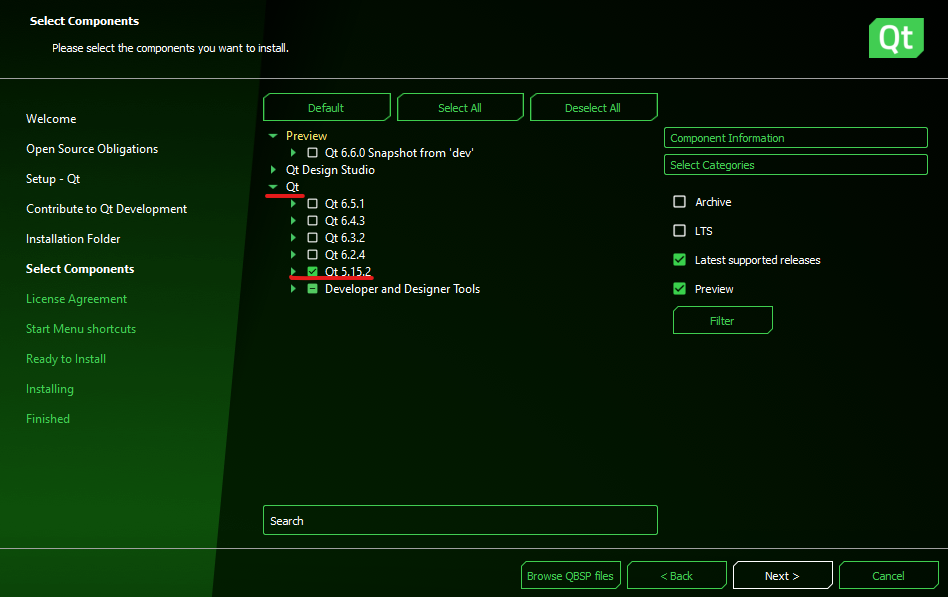 Select Components
Please select the components you want to install.
Qt
Welcome
Open Source Obligations
Setup - Qt
Contribute to Qt Development
Installation Folder
Select Components
License Agreement
Start Menu shortcuts
Ready to Install
Installing
Finished
Default Select All Deselect All
Preview
Qt 6.6.0 Snapshot from 'dev'
Qt Design Studio
Qt
Qt 6.5.1
Qt 6.4.3
Qt 6.3.2
Qt 6.2.4
Qt 5.15.2
Developer and Designer Tools
Search
Component Information
Select Categories
Archive
LTS
Latest supported releases
Preview
Filter
Browse QBSP files < Back Next > Cancel